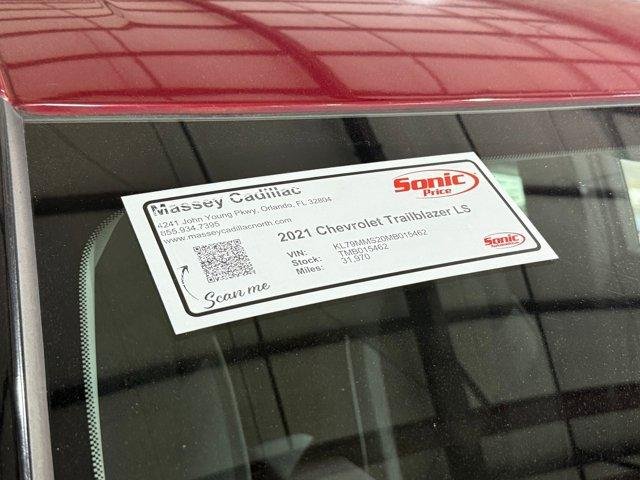 Massey Cadillac
4241 John Young Pkwy, Orlando, FL 32804
855.934.7395
www.masseycadillacnorth.com
Sonic
Price
2021 Chevrolet Trailblazer LS
VIN: KL79MMS20MB015462
Stock: TMB015462
Miles: 31,970
Scan me
Sonic